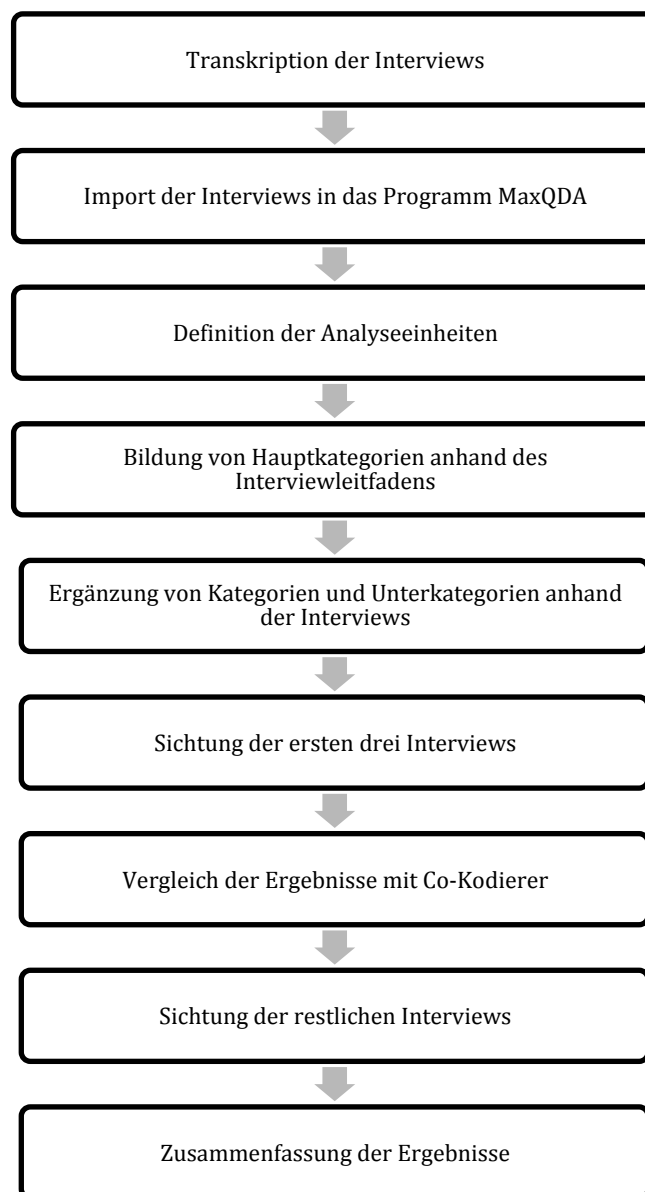 Transkription der Interviews
Import der Interviews in das Programm MaxQDA
Definition der Analyseeinheiten
Bildung von Hauptkategorien anhand des
Interviewleitfadens
Ergänzung von Kategorien und Unterkategorien anhand
der Interviews
Sichtung der ersten drei Interviews
Vergleich der Ergebnisse mit Co-Kodierer
Sichtung der restlichen Interviews
Zusammenfassung der Ergebnisse